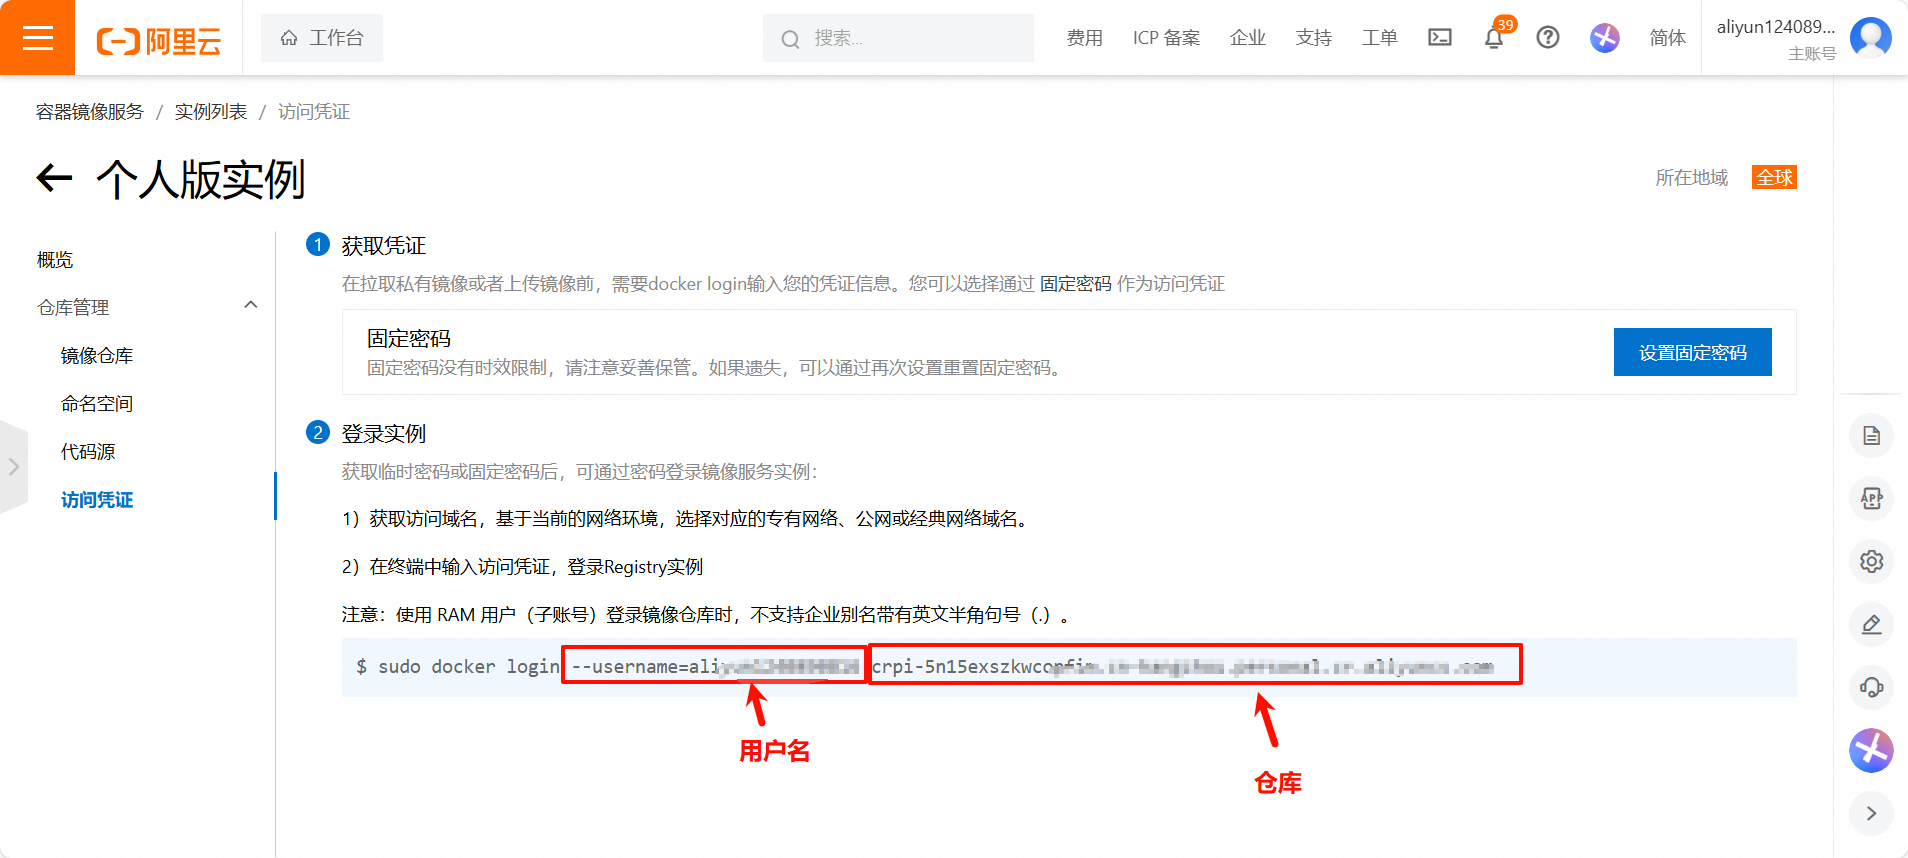 阿里云
工作台
搜索...
费用
ICP 备案
企业
支持
工单
39
简体
aliyun124089...
主账号
容器镜像服务 / 实例列表 / 访问凭证
个人版实例
所在地域 全球
概览
仓库管理
镜像仓库
命名空间
代码源
访问凭证
1 获取凭证
在拉取私有镜像或者上传镜像前，需要docker login输入您的凭证信息。您可以选择通过 固定密码 作为访问凭证
固定密码
固定密码没有时效限制，请注意妥善保管。如果遗失，可以通过再次设置重置固定密码。
设置固定密码
2 登录实例
获取临时密码或固定密码后，可通过密码登录镜像服务实例：
1）获取访问域名，基于当前的网络环境，选择对应的专有网络、公网或经典网络域名。
2）在终端中输入访问凭证，登录Registry实例
注意：使用 RAM 用户（子账号）登录镜像仓库时，不支持企业别名带有英文半角句号（.）。
$ sudo docker login --username=ali crpi-5n15exszkwc
用户名
仓库
APP